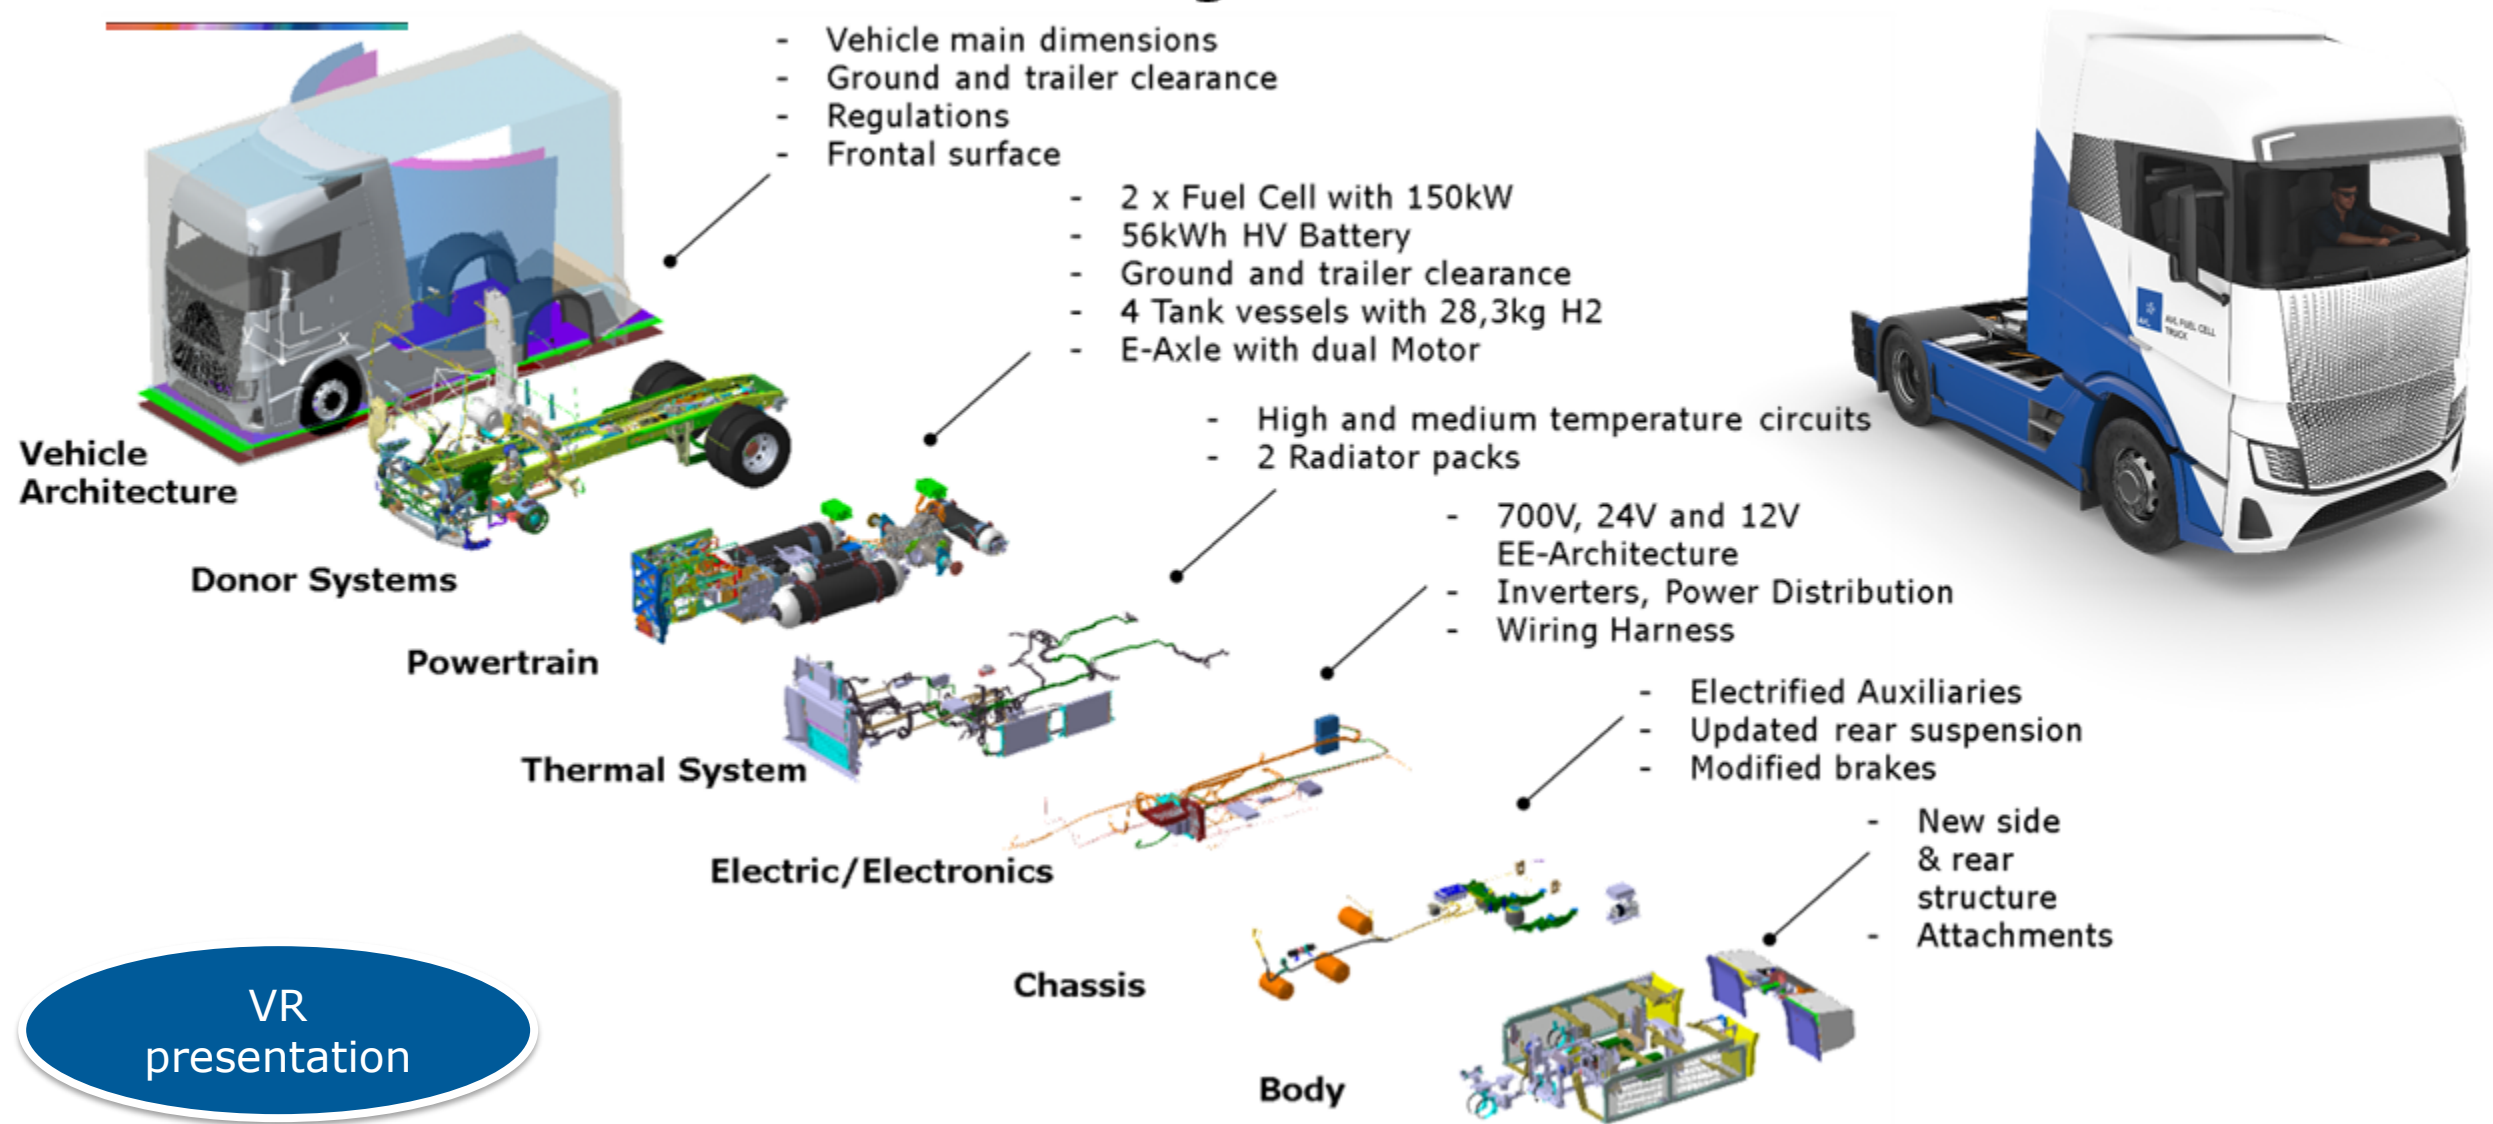 - Vehicle main dimensions
- Ground and trailer clearance
- Regulations
- Frontal surface
- 2 x Fuel Cell with 150kW
- 56kWh HV Battery
- Ground and trailer clearance
- 4 Tank vessels with 28,3kg H2
- E-Axle with dual Motor
- High and medium temperature circuits
- 2 Radiator packs
- 700V, 24V and 12V
EE-Architecture
- Inverters, Power Distribution
- Wiring Harness
- Electrified Auxiliaries
- Updated rear suspension
- Modified brakes
- New side
& rear
structure
- Attachments
Vehicle
Architecture
Donor Systems
Powertrain
Thermal System
Electric/Electronics
Chassis
Body
VR
presentation
AVL FUEL CELL
TRUCK